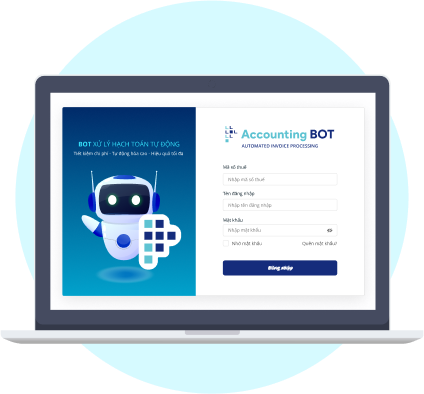 BOT XỬ LÝ HẠCH TOÁN TỰ ĐỘNG
Tiết kiệm chi phí - Tự động hóa cao - Hiệu quả tối đa
Accounting BOT
AUTOMATED INVOICE PROCESSING
Mã số thuế
Nhập mã số thuế
Tên đăng nhập
Nhập tên đăng nhập
Mật khẩu
Nhập mật khẩu
Nhớ mật khẩu
Quên mật khẩu?
Đăng nhập